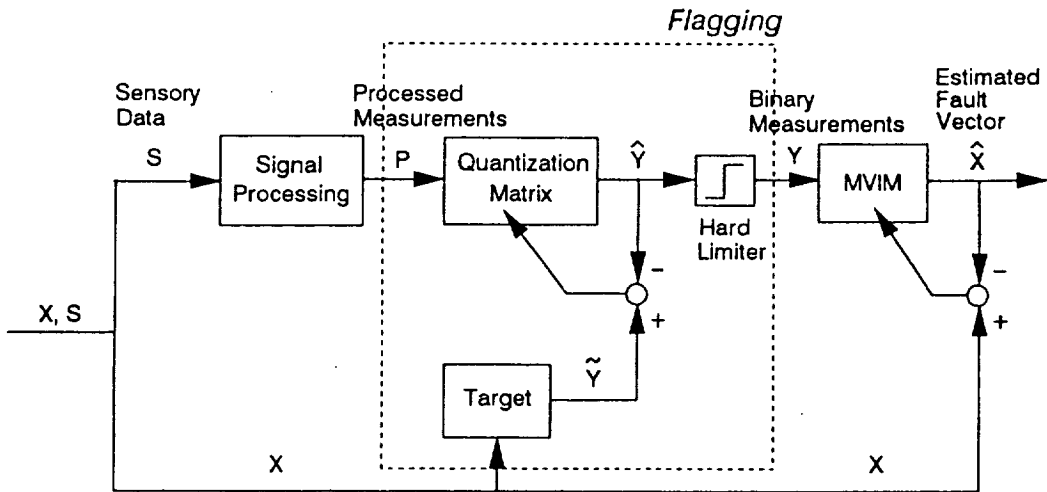 Flagging
Sensory
Data
Processed
Measurements
Binary
Measurements
Estimated
Fault
Vector
S
Signal
Processing
P
Quantization
Matrix
Ŷ
Hard
Limiter
Y
MVIM
X̂
−
+
−
+
X, S
Target
Ỹ
X
X